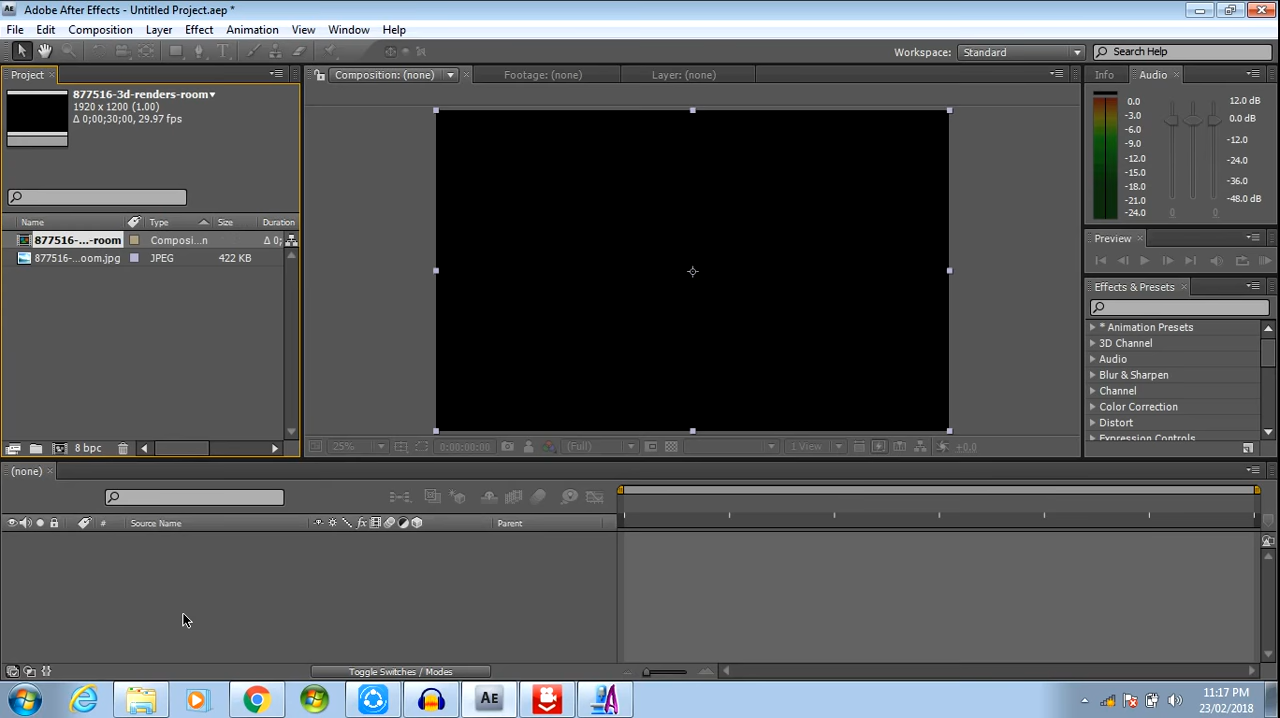 Adobe After Effects - Untitled Project.aep *
File Edit Composition Layer Effect Animation View Window Help
Workspace: Standard Search Help
Project Composition: (none) Footage: (none) Layer: (none) Info Audio
877516-3d-renders-room▾
1920 x 1200 (1.00)
Δ 0;00;30;00, 29.97 fps
0.0
-3.0
-6.0
-9.0
-12.0
-15.0
-18.0
-21.0
-24.0
12.0 dB
0.0 dB
-12.0
-24.0
-36.0
-48.0 dB
0 0
Name Type Size Duration
877516-...-room Composi...n Δ 0;
877516-...oom.jpg JPEG 422 KB
Preview
Effects & Presets
* Animation Presets
3D Channel
Audio
Blur & Sharpen
Channel
Color Correction
Distort
Expression Controls
8 bpc
25% 0:00:00:00 (Full) 1 View +0.0
(none)
# Source Name fx Parent
Toggle Switches / Modes
AE
11:17 PM
23/02/2018